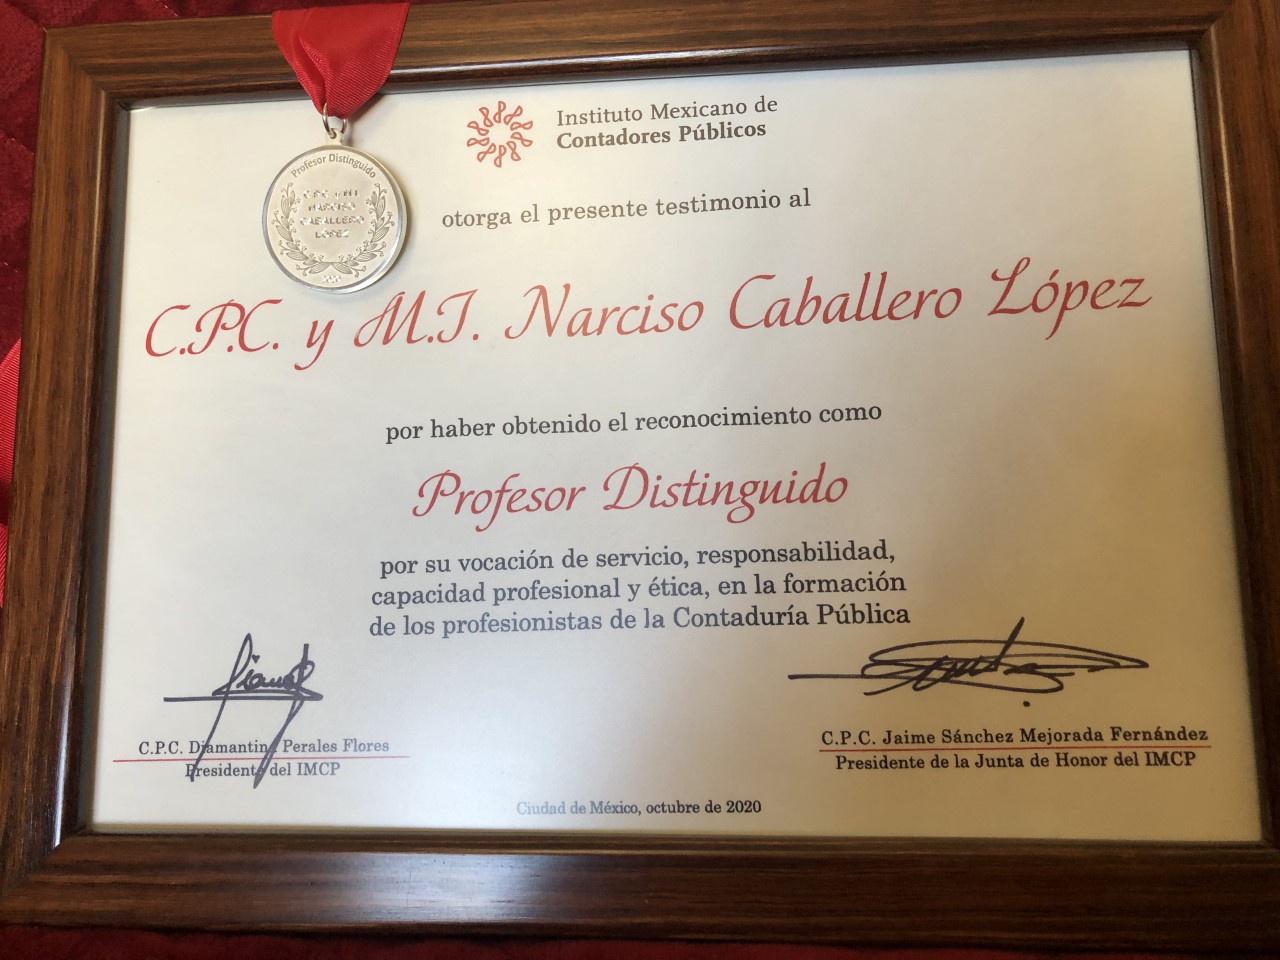 Instituto Mexicano de
Contadores Públicos
Profesor Distinguido
C.P.C. y M.I.
NARCISO
CABALLERO
LÓPEZ
otorga el presente testimonio al
C.P.C. y M.I. Narciso Caballero López
por haber obtenido el reconocimiento como
Profesor Distinguido
por su vocación de servicio, responsabilidad,
capacidad profesional y ética, en la formación
de los profesionistas de la Contaduría Pública
C.P.C. Diamantina Perales Flores
Presidente del IMCP
C.P.C. Jaime Sánchez Mejorada Fernández
Presidente de la Junta de Honor del IMCP
Ciudad de México, octubre de 2020